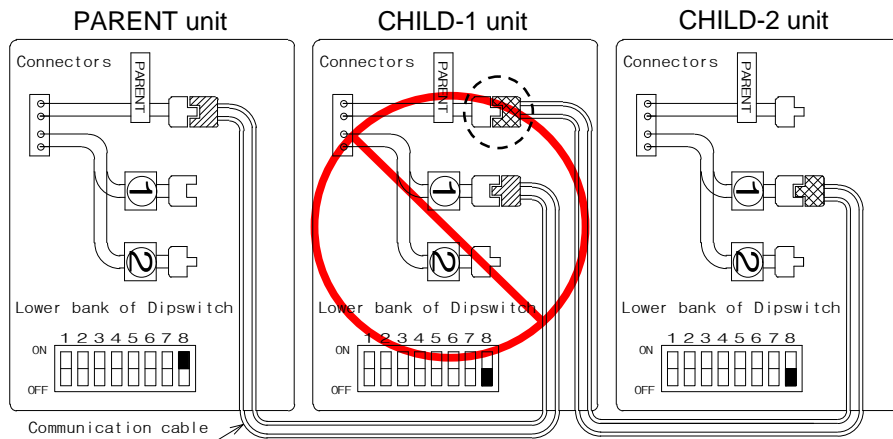 PARENT unit CHILD-1 unit CHILD-2 unit
Connectors Connectors Connectors
PARENT PARENT PARENT
1 1 1
2 2 2
Lower bank of Dipswitch Lower bank of Dipswitch Lower bank of Dipswitch
1 2 3 4 5 6 7 8 1 2 3 4 5 6 7 8 1 2 3 4 5 6 7 8
ON ON ON
OFF OFF OFF
Communication cable